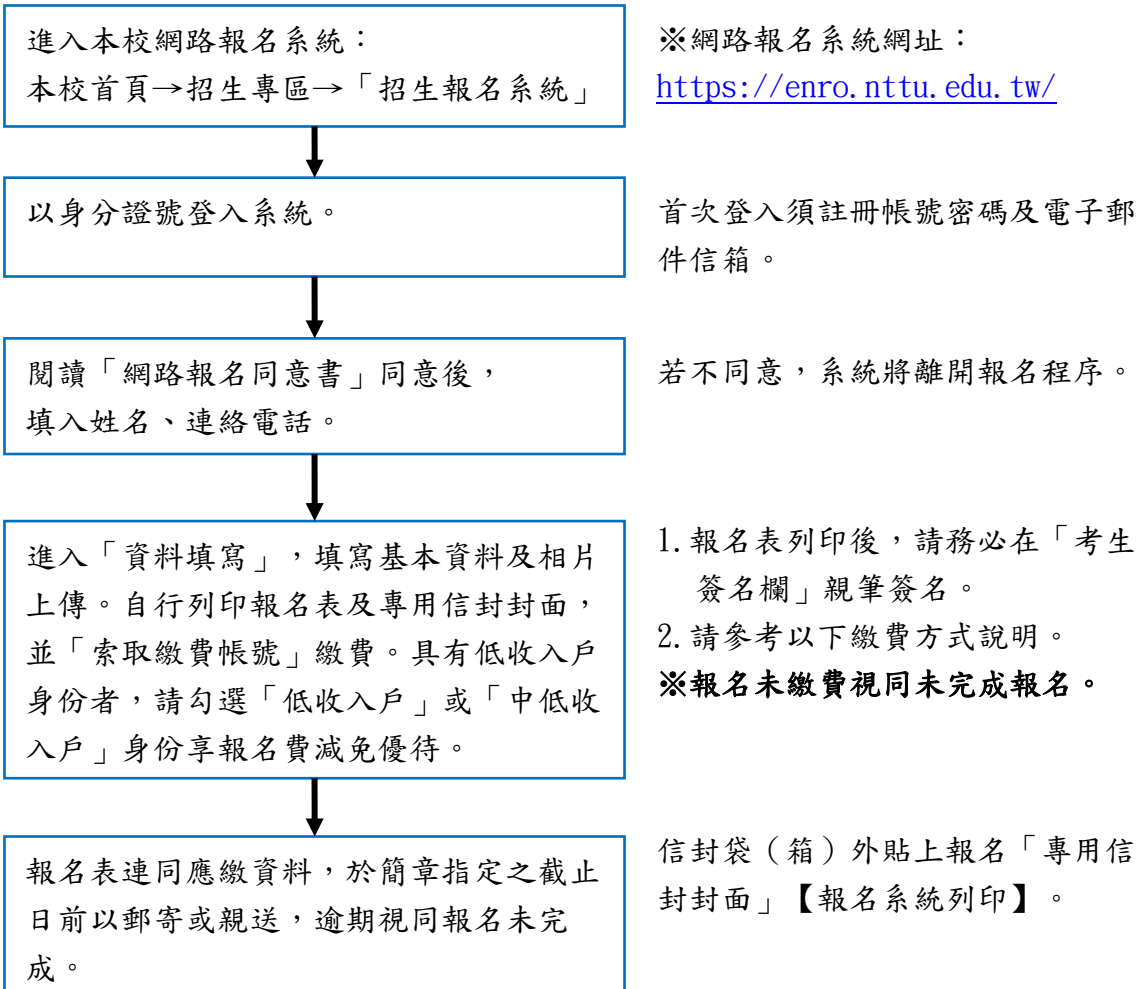 進入本校網路報名系統：
本校首頁→招生專區→「招生報名系統」
※網路報名系統網址：
https://enro.nttu.edu.tw/
以身分證號登入系統。
首次登入須註冊帳號密碼及電子郵
件信箱。
閱讀「網路報名同意書」同意後，
填入姓名、連絡電話。
若不同意，系統將離開報名程序。
進入「資料填寫」，填寫基本資料及相片
上傳。自行列印報名表及專用信封封面，
並「索取繳費帳號」繳費。具有低收入戶
身份者，請勾選「低收入戶」或「中低收
入戶」身份享報名費減免優待。
1.報名表列印後，請務必在「考生
簽名欄」親筆簽名。
2.請參考以下繳費方式說明。
※報名未繳費視同未完成報名。
報名表連同應繳資料，於簡章指定之截止
日前以郵寄或親送，逾期視同報名未完
成。
信封袋（箱）外貼上報名「專用信
封封面」【報名系統列印】。